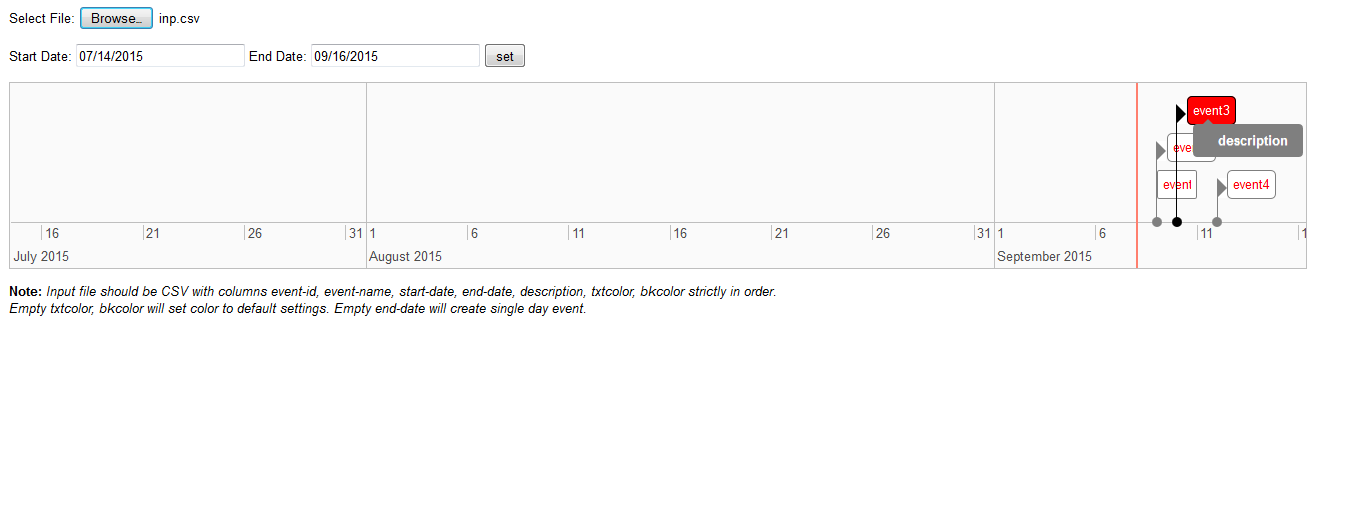 Select File: Browse.. inp.csv
Start Date: 07/14/2015 End Date: 09/16/2015 set
event3
description
event
event4
16 21 26 31 1 6 11 16 21 26 31 1 6 11
July 2015 August 2015 September 2015
Note: Input file should be CSV with columns event-id, event-name, start-date, end-date, description, txtcolor, bkcolor strictly in order.
Empty txtcolor, bkcolor will set color to default settings. Empty end-date will create single day event.